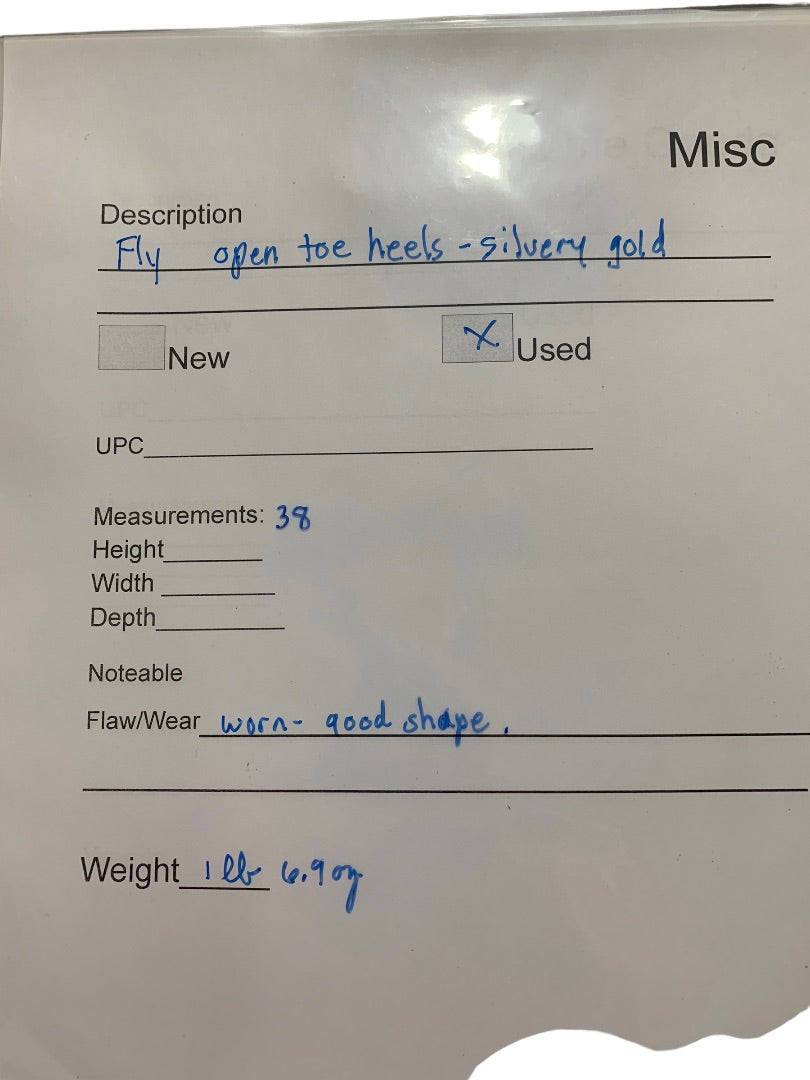 Misc
Description
Fly open toe heels - silvery gold
New X Used
UPC
Measurements: 38
Height
Width
Depth
Noteable
Flaw/Wear worn - good shape.
Weight 1 lb 6.9 oz